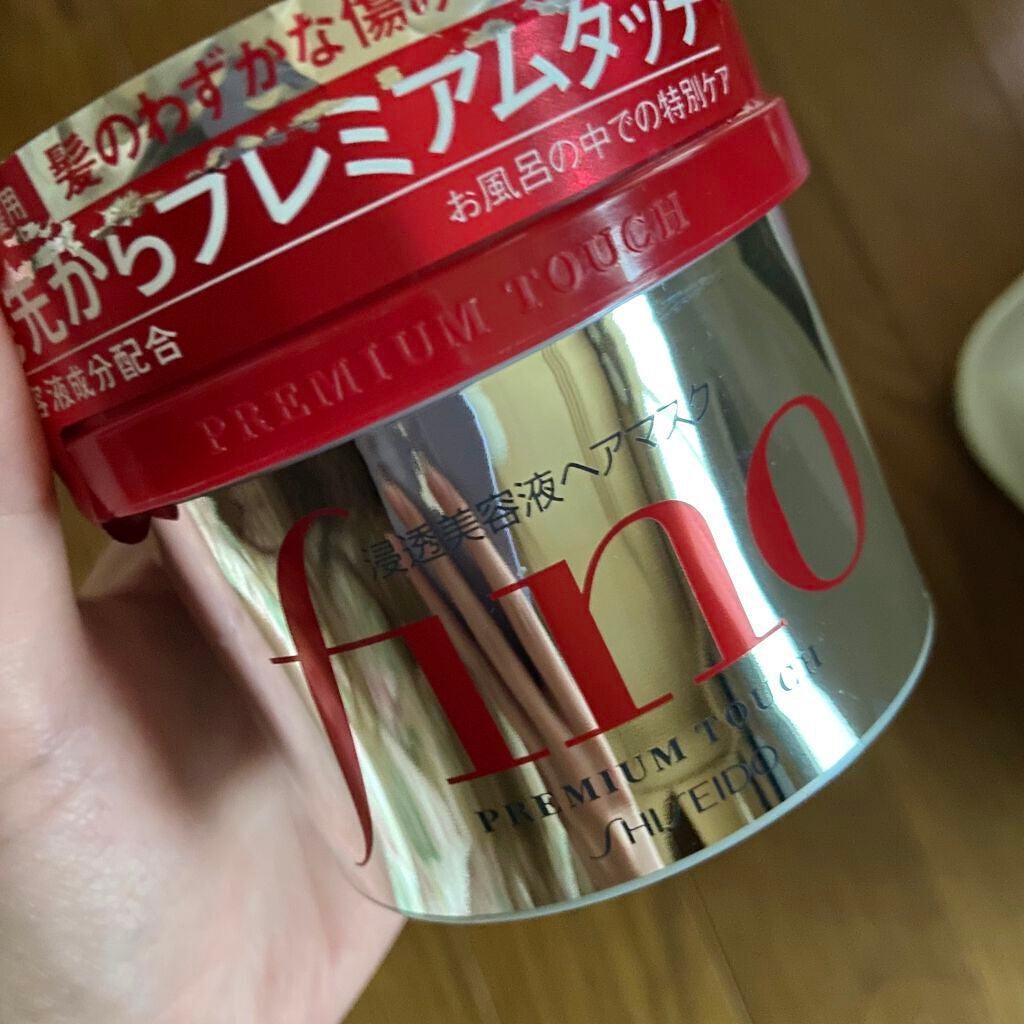 用
髪のわずかな傷
先からプレミアムタッチ
お風呂の中での特別ケア
容液成分配合
PREMIUM TOUCH
浸透美容液ヘアマスク
fino
PREMIUM TOUCH
SHISEIDO